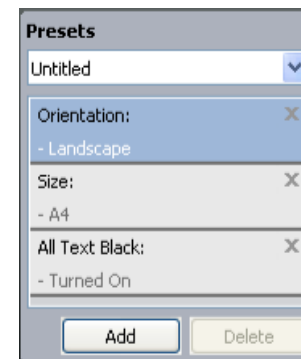 Presets
Untitled
Orientation:
- Landscape
Size:
- A4
All Text Black:
- Turned On
Add
Delete